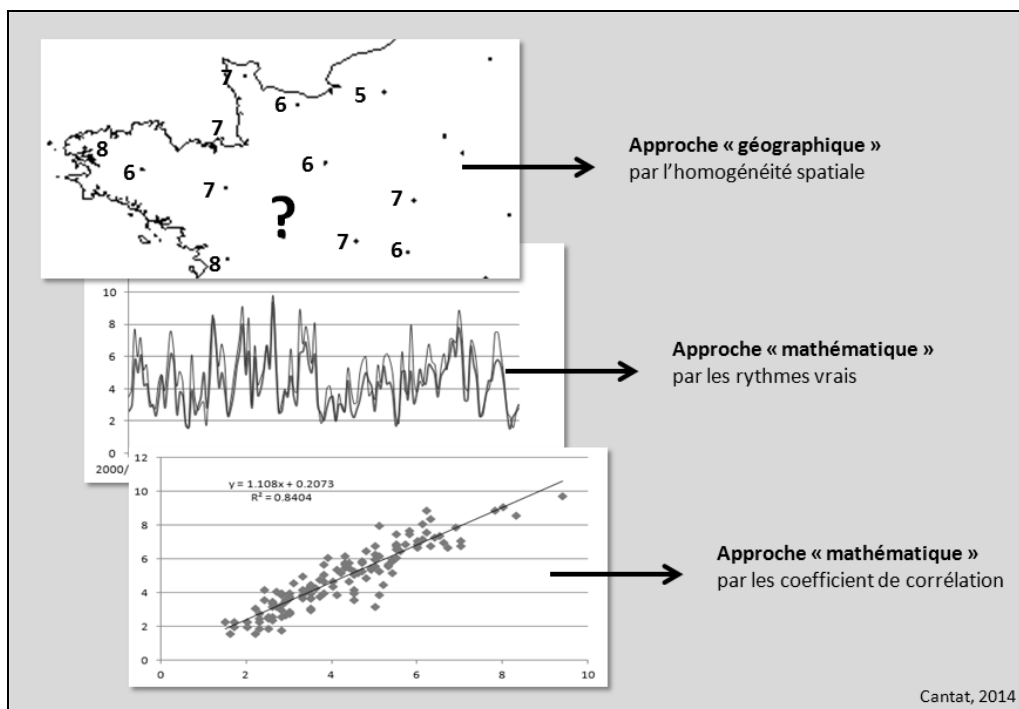 7
6
5
7
8
6
6
7
7
?
7
6
8
Approche « géographique »
par l’homogénéité spatiale
10
8
6
4
2
0
2000/
Approche « mathématique »
par les rythmes vrais
12
10
8
6
4
2
0
y = 1.108x + 0.2073
R² = 0.8404
0 2 4 6 8 10
Approche « mathématique »
par les coefficient de corrélation
Cantat, 2014